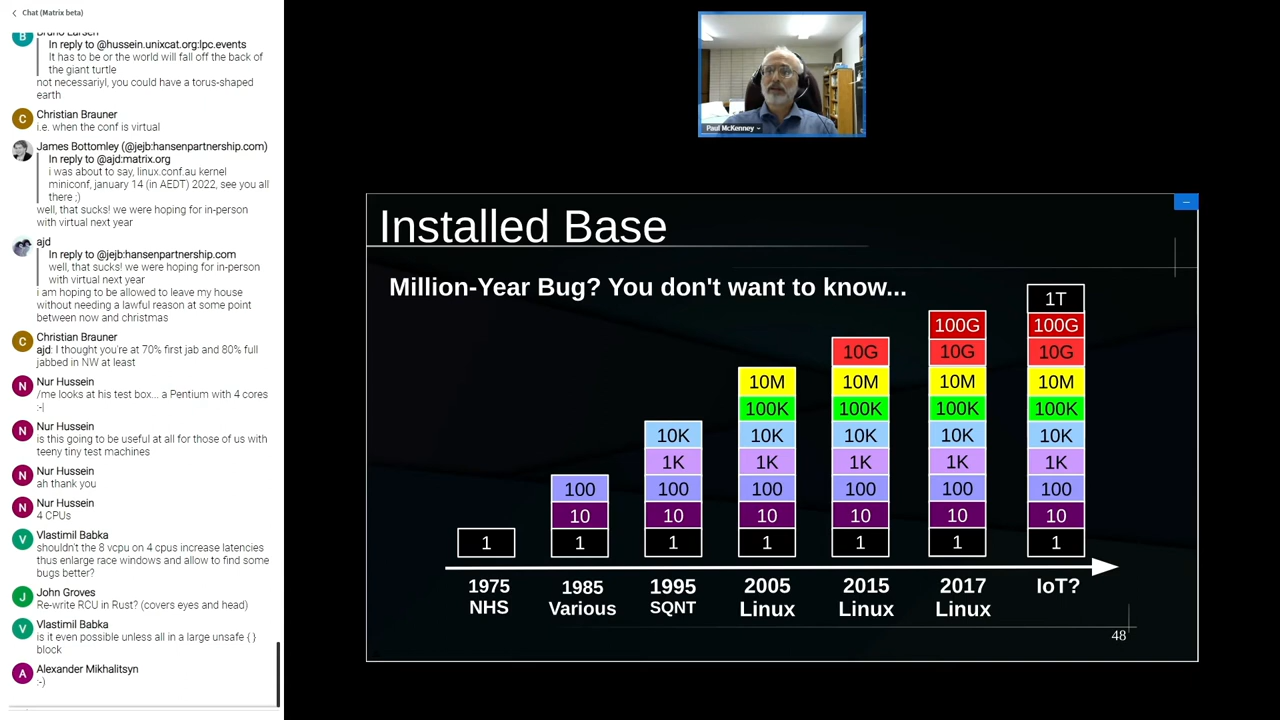 Chat (Matrix beta)
Bruno Larsen
In reply to @hussein.unixcat.org:lpc.events
It has to be or the world will fall off the back of
the giant turtle
not necessariyl, you could have a torus-shaped
earth
Christian Brauner
i.e. when the conf is virtual
James Bottomley (@jejb:hansenpartnership.com)
In reply to @ajd:matrix.org
i was about to say, linux.conf.au kernel
miniconf, january 14 (in AEDT) 2022, see you all
there ;)
well, that sucks! we were hoping for in-person
with virtual next year
ajd
In reply to @jejb:hansenpartnership.com
well, that sucks! we were hoping for in-person
with virtual next year
i am hoping to be allowed to leave my house
without needing a lawful reason at some point
between now and christmas
Christian Brauner
ajd: I thought you're at 70% first jab and 80% full
jabbed in NW at least
Nur Hussein
/me looks at his test box... a Pentium with 4 cores
:-|
Nur Hussein
is this going to be useful at all for those of us with
teeny tiny test machines
Nur Hussein
ah thank you
Nur Hussein
4 CPUs
Vlastimil Babka
shouldn't the 8 vcpu on 4 cpus increase latencies
thus enlarge race windows and allow to find some
bugs better?
John Groves
Re-write RCU in Rust? (covers eyes and head)
Vlastimil Babka
is it even possible unless all in a large unsafe { }
block
Alexander Mikhalitsyn
:-)
B
C
C
N
N
N
N
V
J
V
A
Paul McKenney
Installed Base
Million-Year Bug? You don't want to know...
1T
100G 100G
10G 10G 10G
10M 10M 10M 10M
100K 100K 100K 100K
10K 10K 10K 10K 10K
1K 1K 1K 1K 1K
100 100 100 100 100 100
10 10 10 10 10 10
1 1 1 1 1 1 1
1975 1985 1995 2005 2015 2017 IoT?
NHS Various SQNT Linux Linux Linux
48